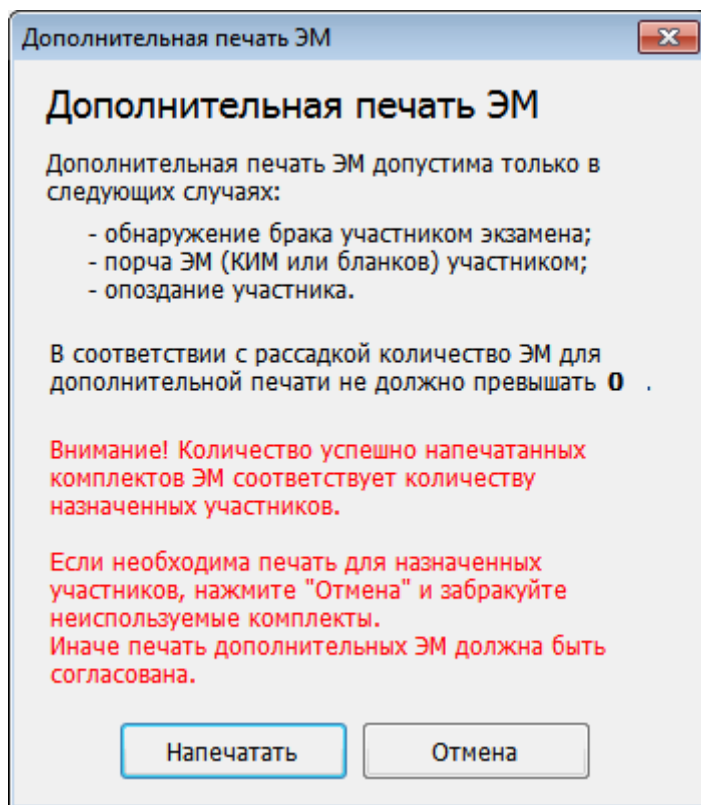 Дополнительная печать ЭМ
Дополнительная печать ЭМ
Дополнительная печать ЭМ допустима только в
следующих случаях:
- обнаружение брака участником экзамена;
- порча ЭМ (КИМ или бланков) участником;
- опоздание участника.
В соответствии с рассадкой количество ЭМ для
дополнительной печати не должно превышать 0 .
Внимание! Количество успешно напечатанных
комплектов ЭМ соответствует количеству
назначенных участников.
Если необходима печать для назначенных
участников, нажмите "Отмена" и забракуйте
неиспользуемые комплекты.
Иначе печать дополнительных ЭМ должна быть
согласована.
Напечатать
Отмена